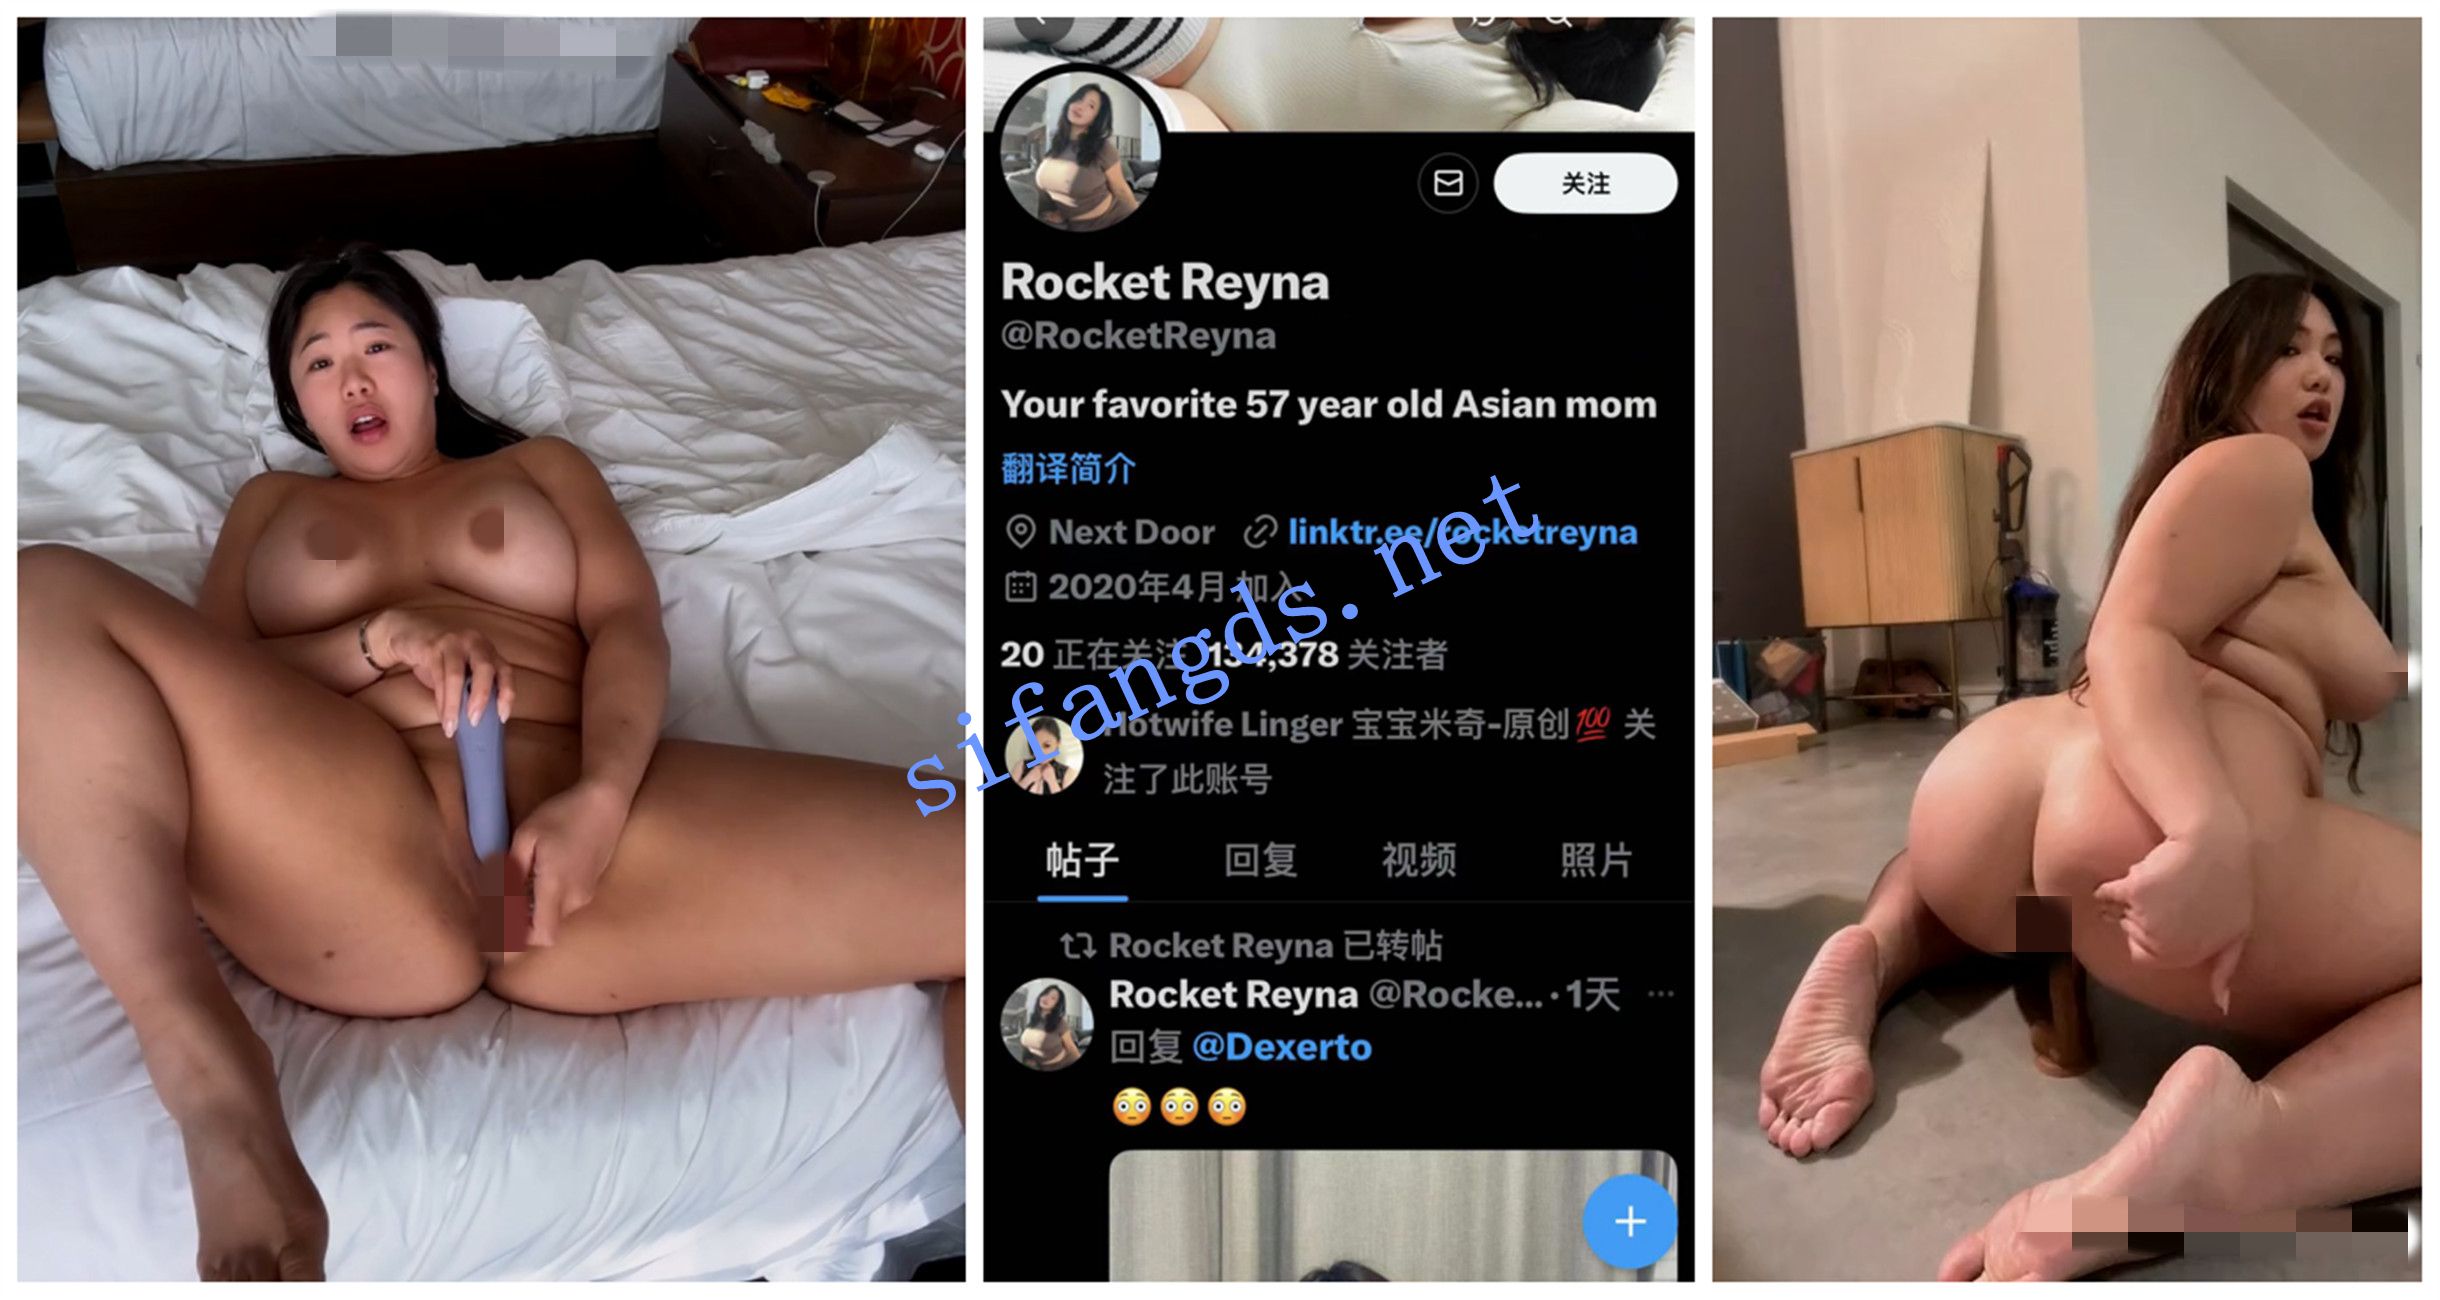 关注
Rocket Reyna
@RocketReyna
Your favorite 57 year old Asian mom
翻译简介
Next Door linktr.ee/rocketreyna
2020年4月 加入
20 正在关注 134,378 关注者
Hotwife Linger 宝宝米奇-原创💯 关
注了此账号
帖子 回复 视频 照片
Rocket Reyna 已转帖
Rocket Reyna @Rocke... · 1天 ...
回复 @Dexerto
😳😳😳
sifangds.net